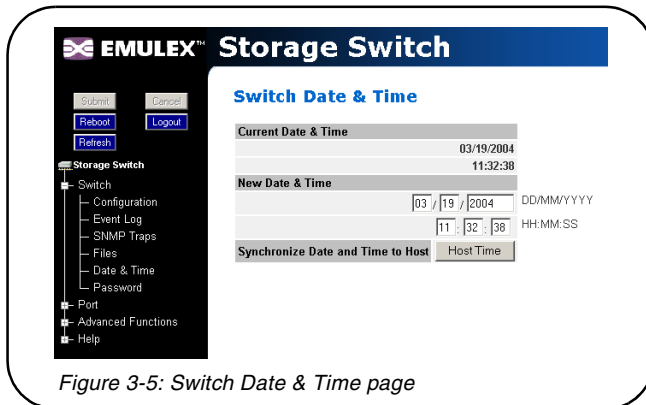 EMULEX™ Storage Switch
Submit Cancel
Reboot Logout
Refresh
Storage Switch
Switch
Configuration
Event Log
SNMP Traps
Files
Date & Time
Password
Port
Advanced Functions
Help
Switch Date & Time
Current Date & Time
03/19/2004
11:32:38
New Date & Time
03 / 19 / 2004 DD/MM/YYYY
11 : 32 : 38 HH:MM:SS
Synchronize Date and Time to Host Host Time
Figure 3-5: Switch Date & Time page